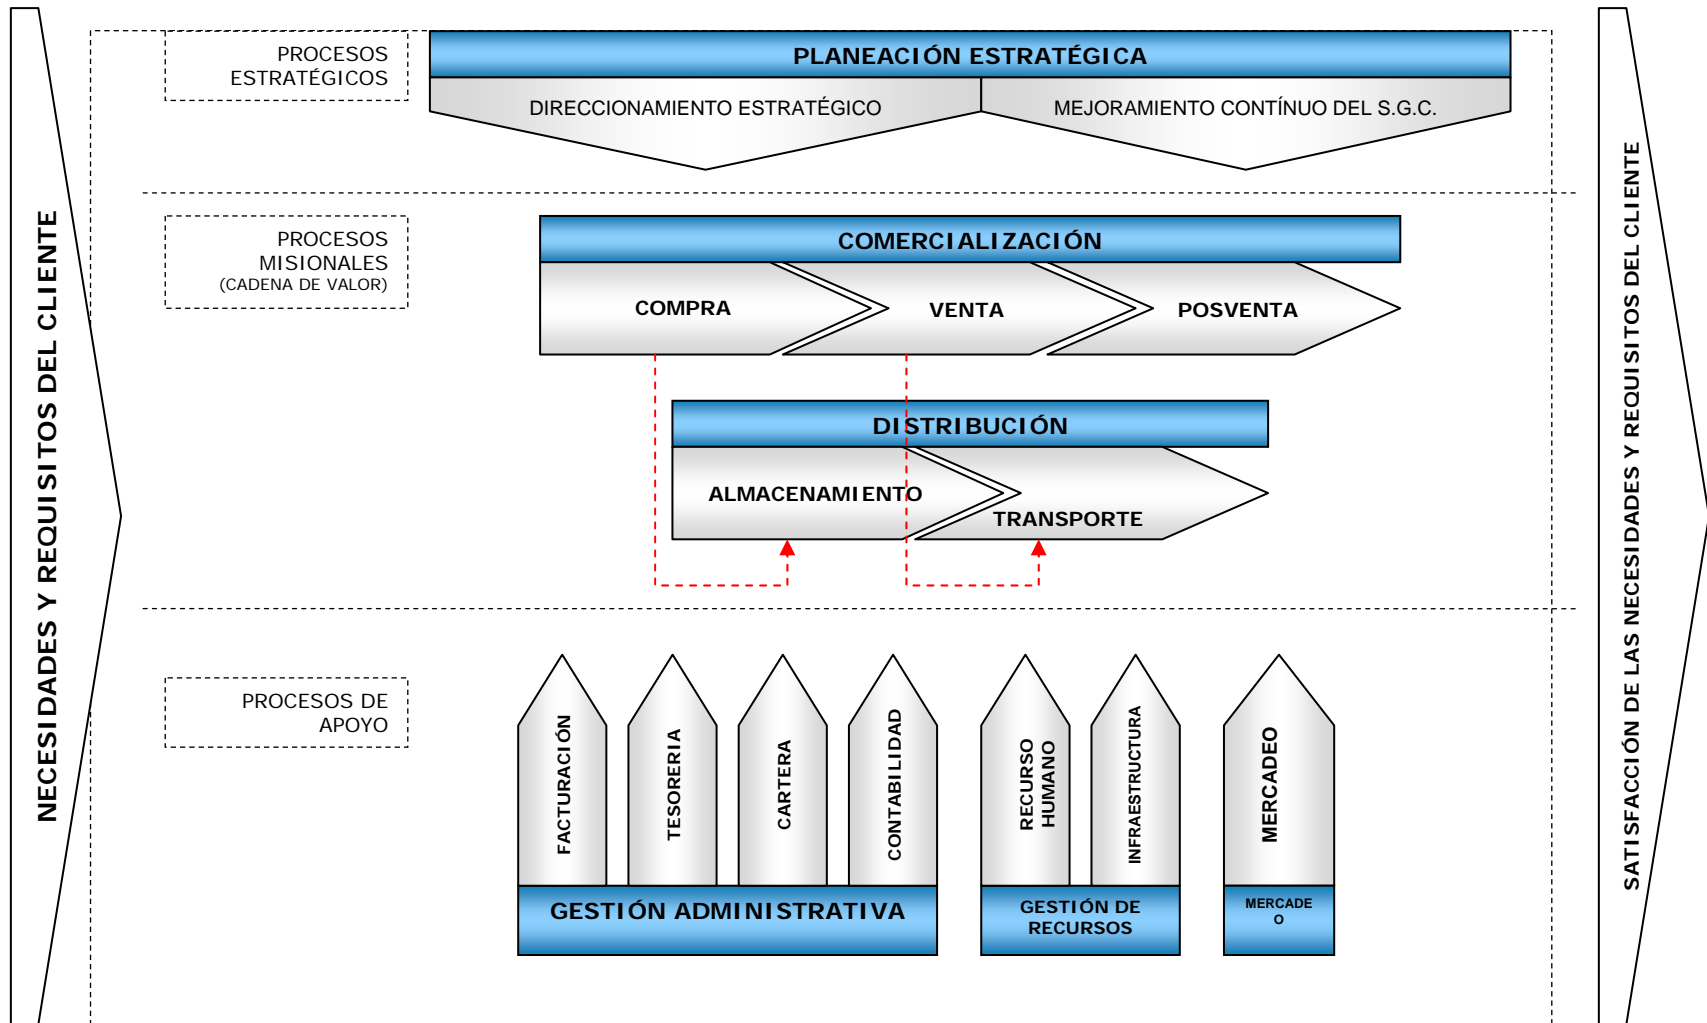 NECESIDADES Y REQUISITOS DEL CLIENTE
PROCESOS
ESTRATÉGICOS
PLANEACIÓN ESTRATÉGICA
DIRECCIONAMIENTO ESTRATÉGICO
MEJORAMIENTO CONTÍNUO DEL S.G.C.
PROCESOS
MISIONALES
(CADENA DE VALOR)
COMERCIALIZACIÓN
COMPRA
VENTA
POSVENTA
DISTRIBUCIÓN
ALMACENAMIENTO
TRANSPORTE
PROCESOS DE
APOYO
FACTURACIÓN
TESORERIA
CARTERA
CONTABILIDAD
RECURSO
HUMANO
INFRAESTRUCTURA
MERCADEO
GESTIÓN ADMINISTRATIVA
GESTIÓN DE
RECURSOS
MERCADE
O
SATISFACCIÓN DE LAS NECESIDADES Y REQUISITOS DEL CLIENTE